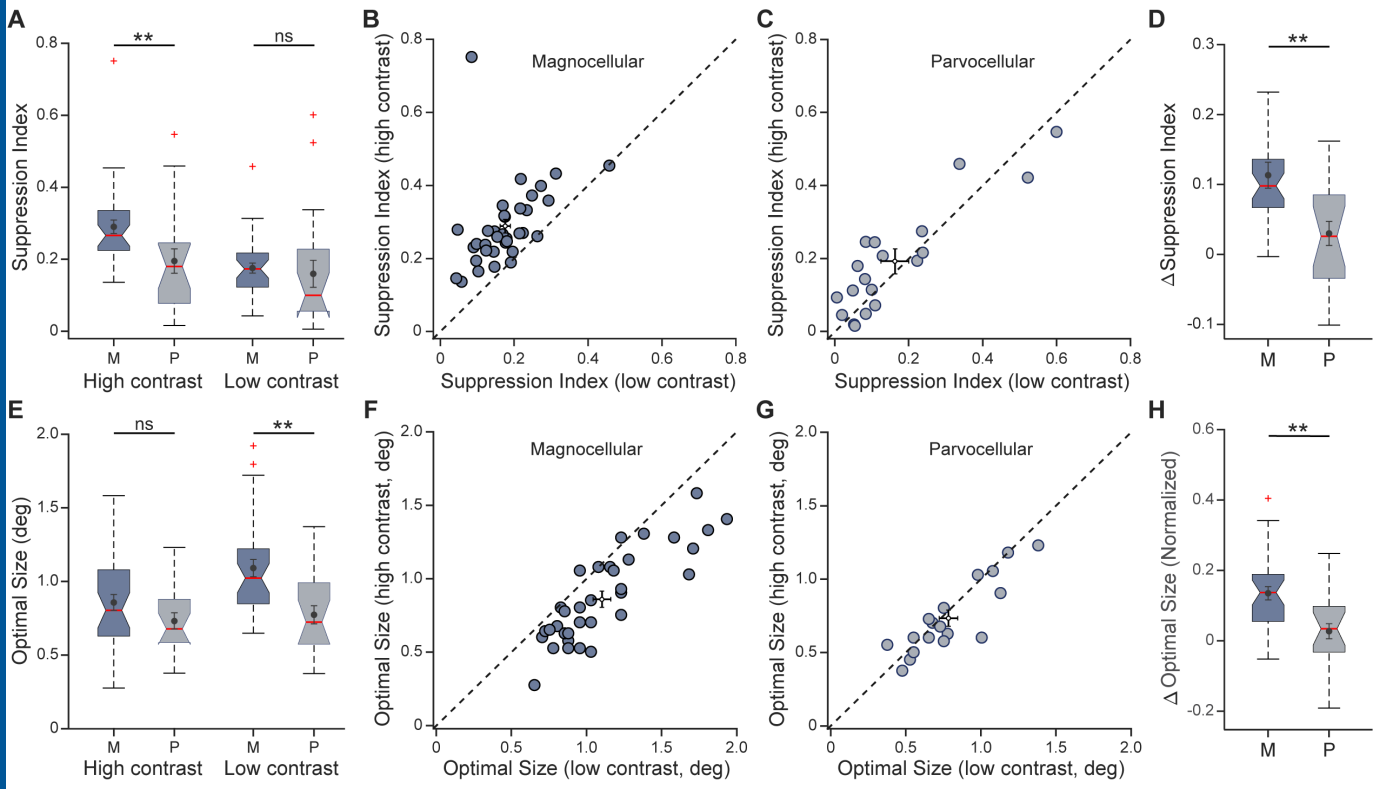 A
Suppression Index
0.8
0.6
0.4
0.2
0
**
ns
M
P
M
P
High contrast
Low contrast
B
Suppression Index (high contrast)
0.8
0.6
0.4
0.2
0
Magnocellular
0
0.2
0.4
0.6
0.8
Suppression Index (low contrast)
C
Suppression Index (high contrast)
0.8
0.6
0.4
0.2
0
Parvocellular
0
0.2
0.4
0.6
0.8
Suppression Index (low contrast)
D
Δ Suppression Index
0.3
0.2
0.1
0
-0.1
**
M
P
E
Optimal Size (deg)
2.0
1.5
1.0
0.5
0
ns
**
M
P
M
P
High contrast
Low contrast
F
Optimal Size (high contrast, deg)
2.0
1.5
1.0
0.5
0
Magnocellular
0
0.5
1.0
1.5
2.0
Optimal Size (low contrast, deg)
G
Optimal Size (high contrast, deg)
2.0
1.5
1.0
0.5
0
Parvocellular
0
0.5
1.0
1.5
2.0
Optimal Size (low contrast, deg)
H
Δ Optimal Size (Normalized)
0.6
0.4
0.2
0
-0.2
**
M
P